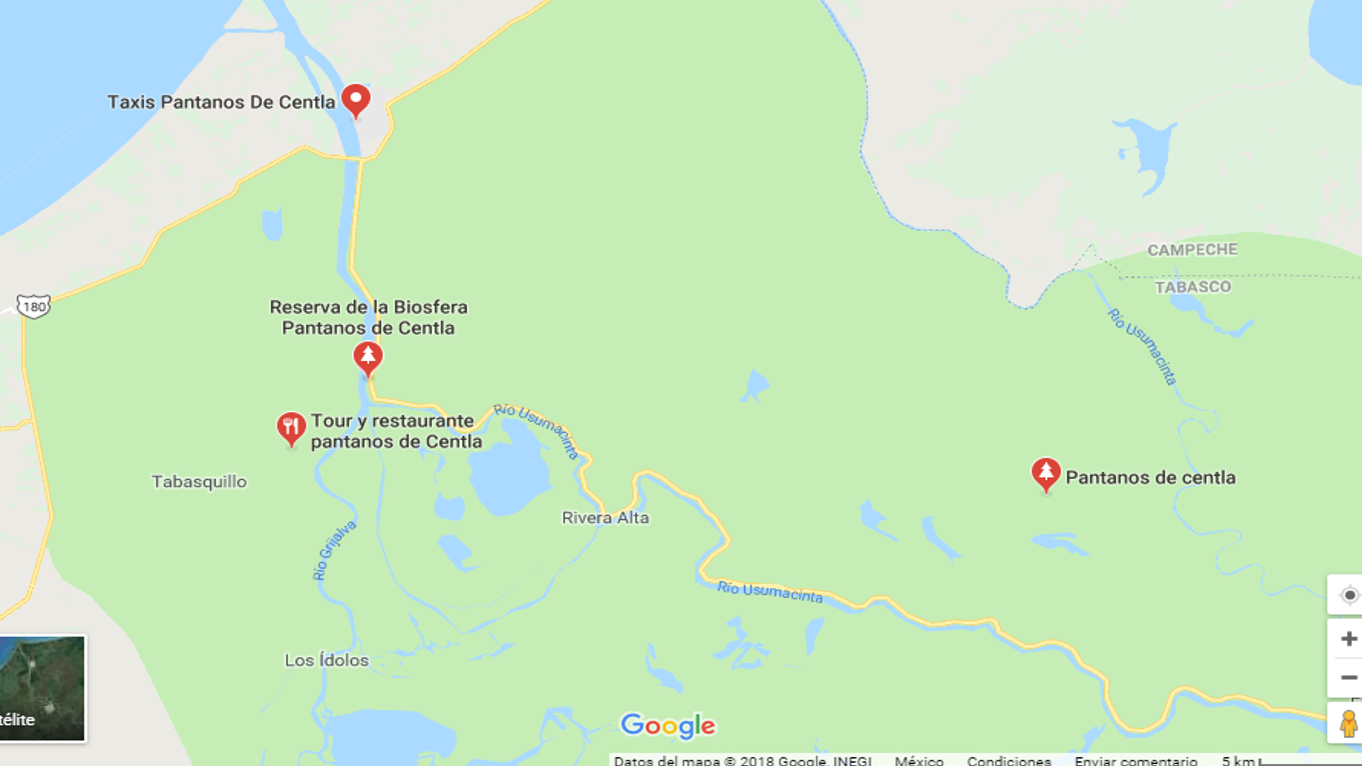 Taxis Pantanos De Centla
CAMPECHE
TABASCO
180
Reserva de la Biosfera
Pantanos de Centla
Río Usumacinta
Río Usumacinta
Tour y restaurante
pantanos de Centla
Pantanos de centla
Tabasquillo
Rivera Alta
Río Grijalva
Río Usumacinta
Los Ídolos
télite
Google
Datos del mapa © 2018 Google, INEGI México Condiciones Enviar comentario 5 km